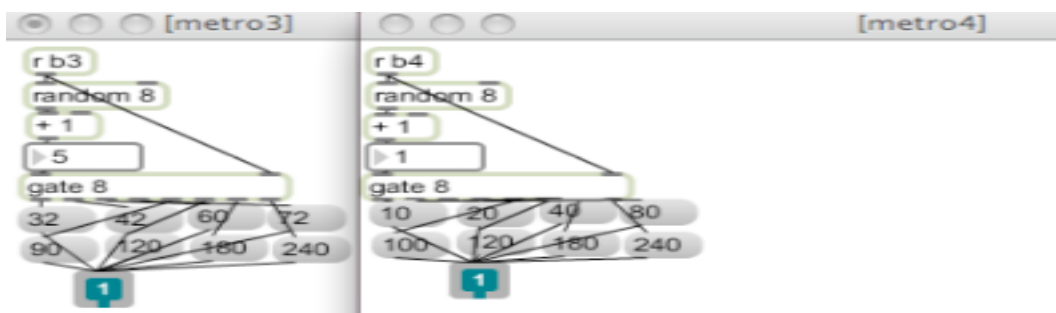 [metro3]
r b3
random 8
+ 1
5
gate 8
32 42 60 72
90 120 180 240
1
[metro4]
r b4
random 8
+ 1
1
gate 8
10 20 40 80
100 120 180 240
1